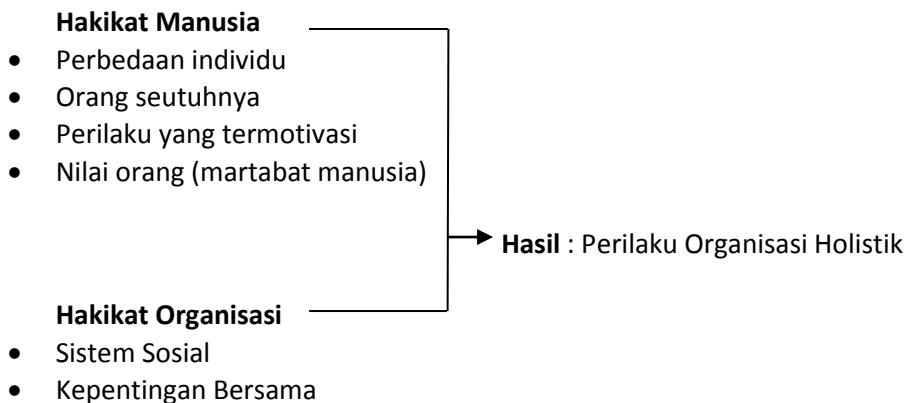 Hakikat Manusia
• Perbedaan individu
• Orang seutuhnya
• Perilaku yang termotivasi
• Nilai orang (martabat manusia)
Hasil : Perilaku Organisasi Holistik
Hakikat Organisasi
• Sistem Sosial
• Kepentingan Bersama